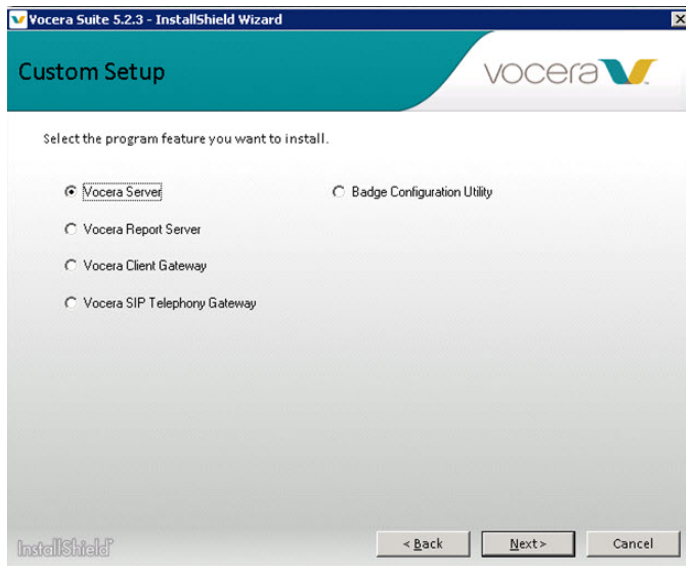 Vocera Suite 5.2.3 - InstallShield Wizard
Custom Setup
vocera
Select the program feature you want to install.
Vocera Server
Badge Configuration Utility
Vocera Report Server
Vocera Client Gateway
Vocera SIP Telephony Gateway
InstallShield
< Back
Next >
Cancel